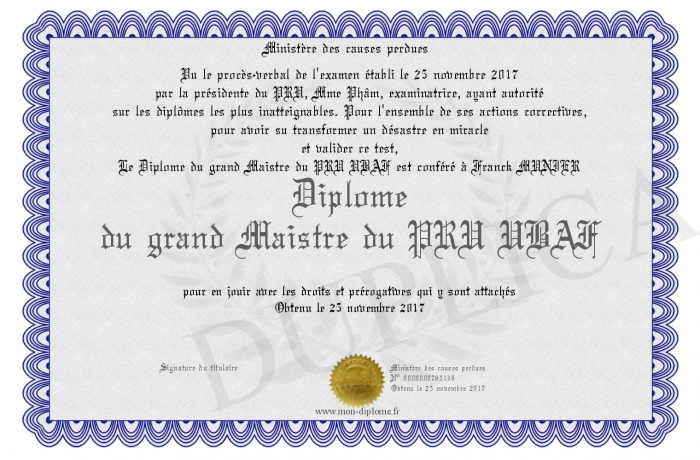 Ministère des causes perdues
Vu le procès-verbal de l'examen établi le 25 novembre 2017
par la présidente du PRU, Mme Phâm, examinatrice, ayant autorité
sur les diplômes les plus inatteignables. Pour l'ensemble de ses actions correctives,
pour avoir su transformer un désastre en miracle
et valider ce test,
Le Diplome du grand Maistre du PRU UBAF est conféré à Franck MUNIER
Diplome
du grand Maistre du PRU UBAF
pour en jouir avec les droits et prérogatives qui y sont attachés
Obtenu le 25 novembre 2017
Signature du titulaire
Ministère des causes perdues
N° 0000000765159
Obtenu le 25 novembre 2017
www.mon-diplome.fr
DUPLICA